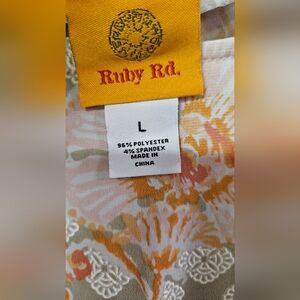 Ruby Rd.
L
96% POLYESTER
4% SPANDEX
MADE IN
CHINA